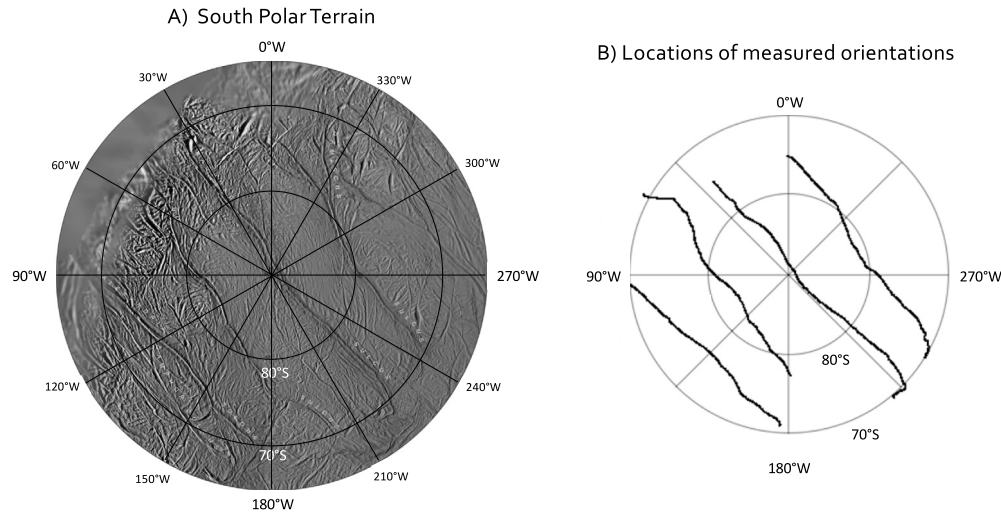 A) South Polar Terrain
0°W
30°W
330°W
60°W
300°W
90°W
270°W
120°W
240°W
80°S
70°S
150°W
210°W
180°W
B) Locations of measured orientations
0°W
90°W
270°W
80°S
70°S
180°W